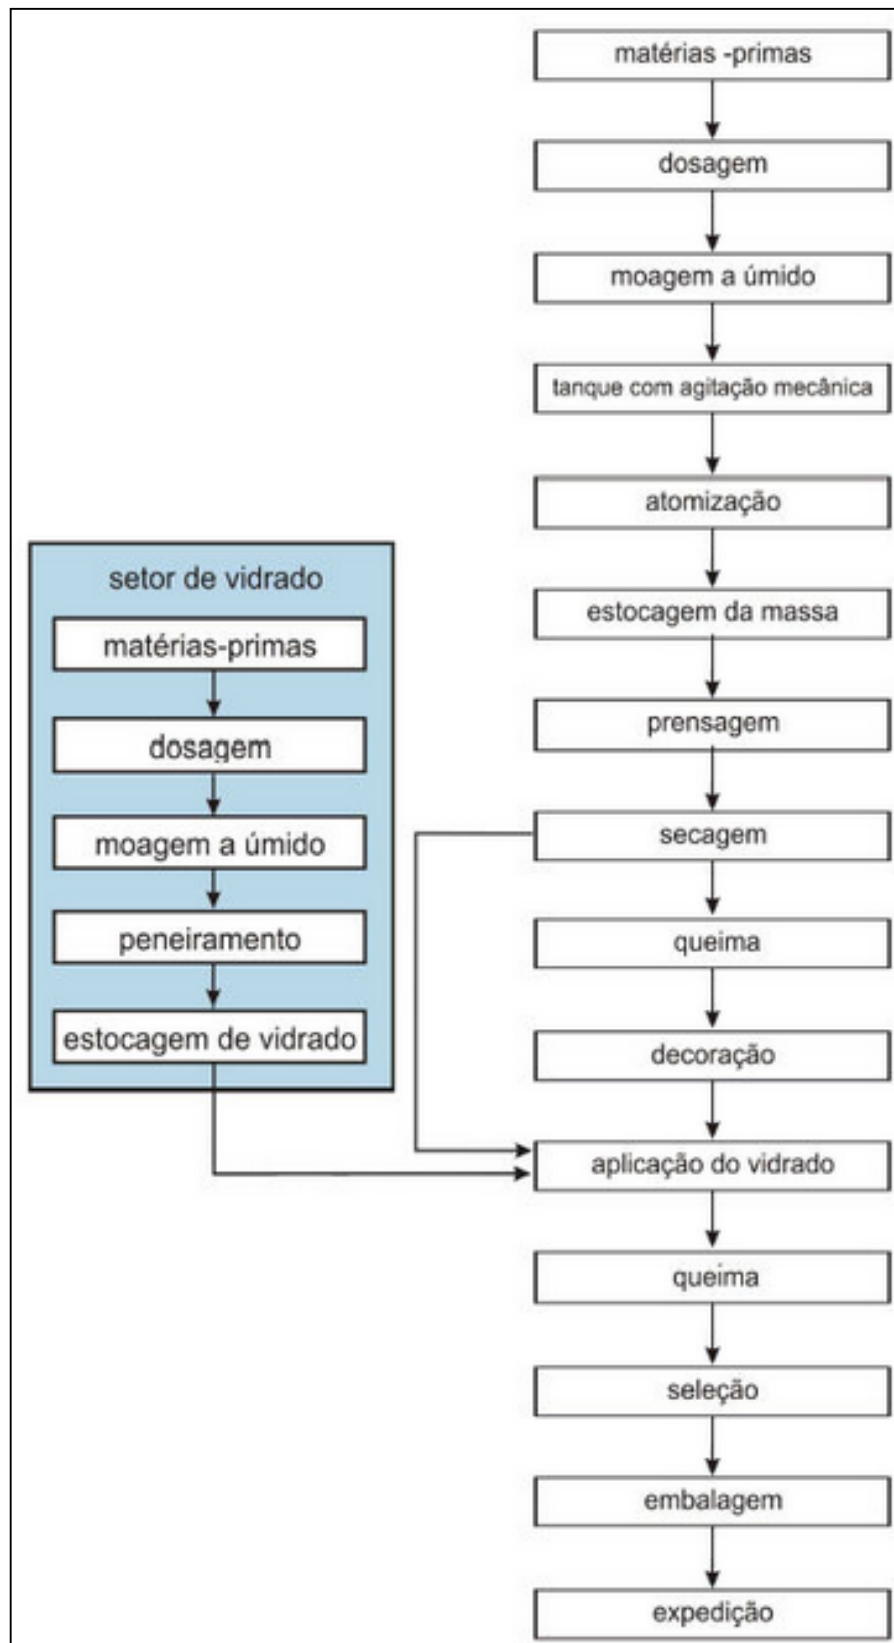 matérias -primas
dosagem
moagem a úmido
tanque com agitação mecânica
atomização
estocagem da massa
prensagem
secagem
queima
decoração
aplicação do vidrado
queima
seleção
embalagem
expedição
setor de vidrado
matérias-primas
dosagem
moagem a úmido
peneiramento
estocagem de vidrado